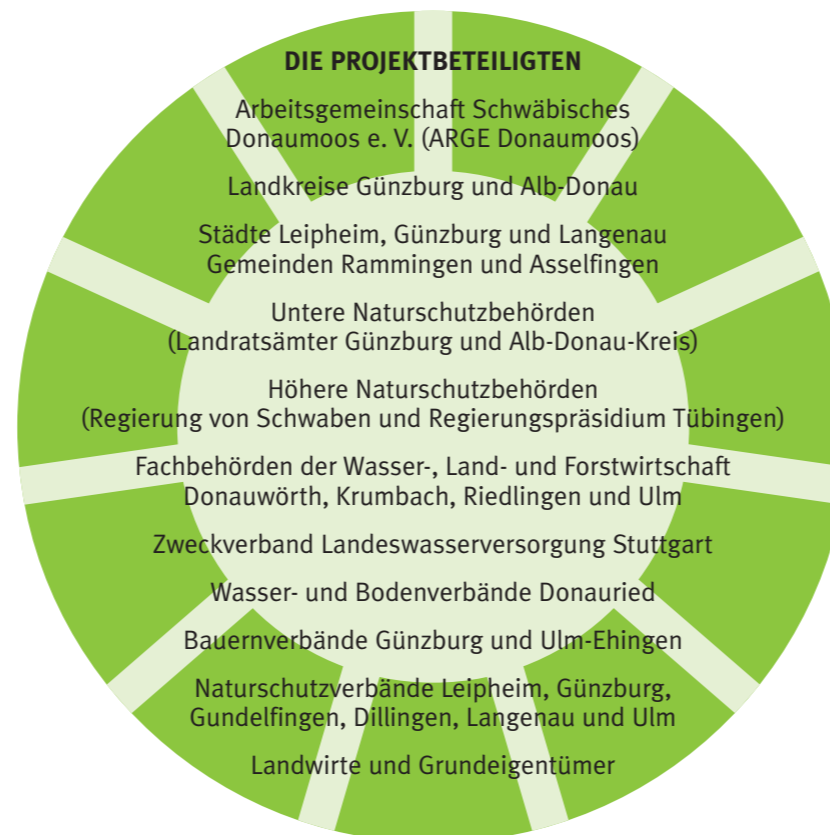 DIE PROJEKTBETEILIGTEN
Arbeitsgemeinschaft Schwäbisches
Donaumoos e. V. (ARGE Donaumoos)
Landkreise Günzburg und Alb-Donau
Städte Leipheim, Günzburg und Langenau
Gemeinden Rammingen und Asselfingen
Untere Naturschutzbehörden
(Landratsämter Günzburg und Alb-Donau-Kreis)
Höhere Naturschutzbehörden
(Regierung von Schwaben und Regierungspräsidium Tübingen)
Fachbehörden der Wasser-, Land- und Forstwirtschaft
Donauwörth, Krumbach, Riedlingen und Ulm
Zweckverband Landeswasserversorgung Stuttgart
Wasser- und Bodenverbände Donauried
Bauernverbände Günzburg und Ulm-Ehingen
Naturschutzverbände Leipheim, Günzburg,
Gundelfingen, Dillingen, Langenau und Ulm
Landwirte und Grundeigentümer